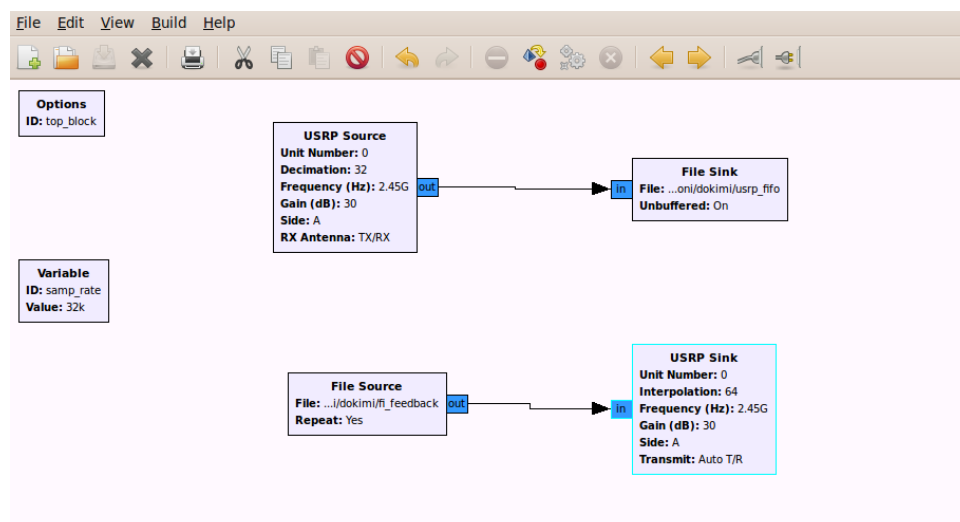 File Edit View Build Help
Options
ID: top_block
USRP Source
Unit Number: 0
Decimation: 32
Frequency (Hz): 2.45G
Gain (dB): 30
Side: A
RX Antenna: TX/RX
out
in
File Sink
File: ...oni/dokimi/usrp_fifo
Unbuffered: On
Variable
ID: samp_rate
Value: 32k
File Source
File: ...i/dokimi/fi_feedback
Repeat: Yes
out
in
USRP Sink
Unit Number: 0
Interpolation: 64
Frequency (Hz): 2.45G
Gain (dB): 30
Side: A
Transmit: Auto T/R